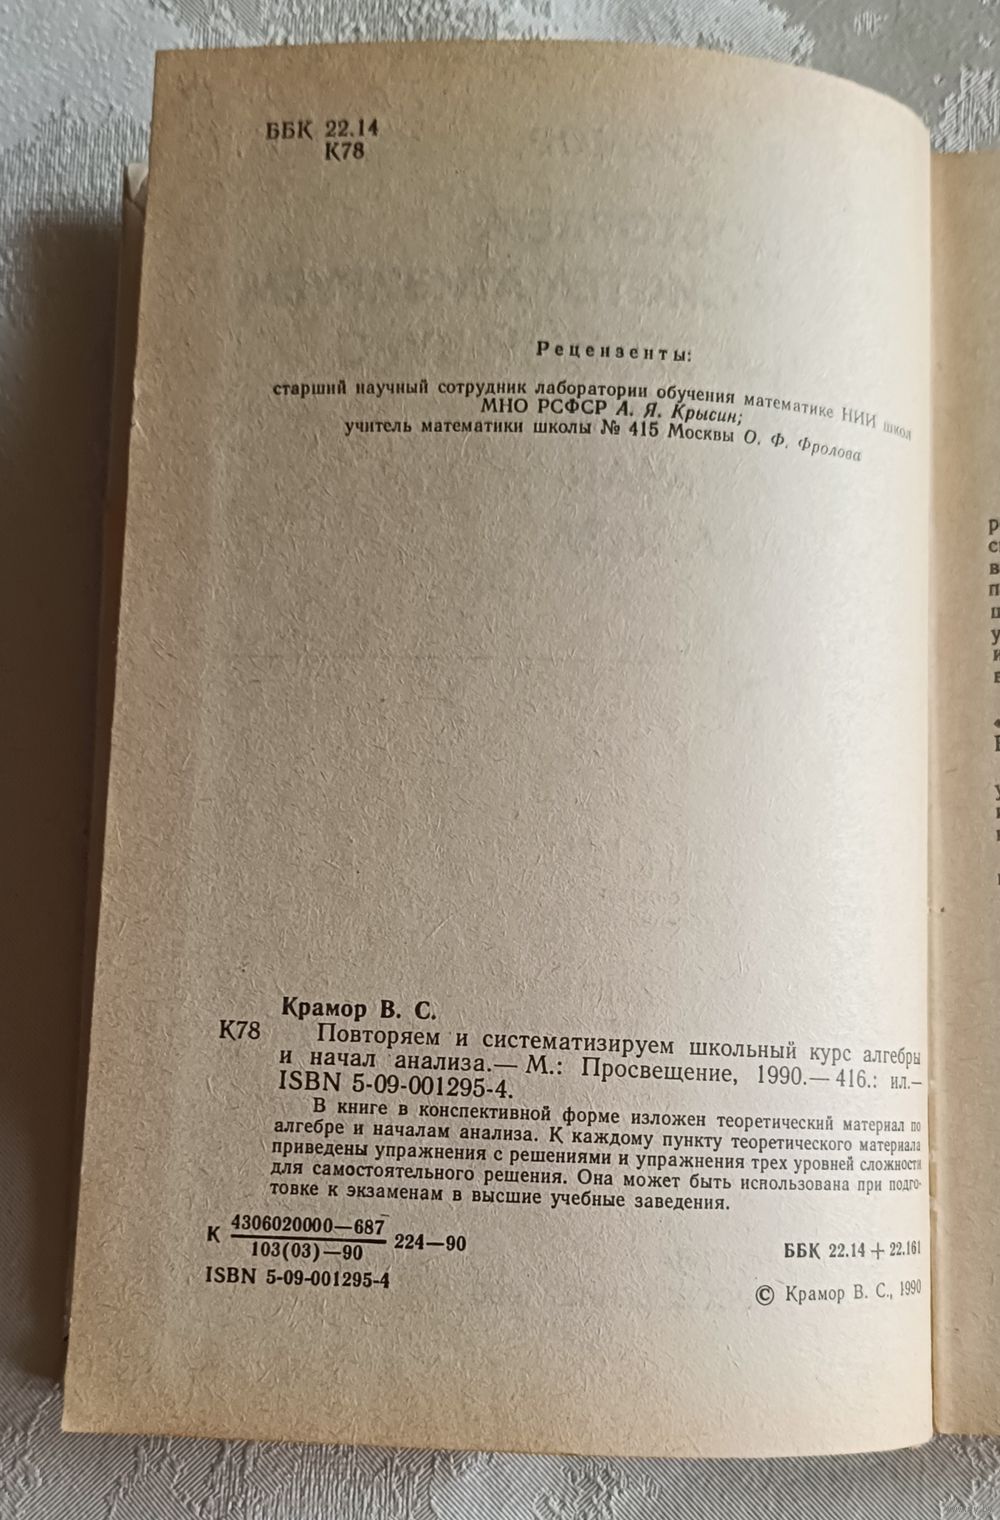 ББК 22.14
К78
Рецензенты:
старший научный сотрудник лаборатории обучения математике НИИ школ
МНО РСФСР А. Я. Крысин;
учитель математики школы № 415 Москвы О. Ф. Фролова
Крамор В. С.
К78 Повторяем и систематизируем школьный курс алгебры
и начал анализа.— М.: Просвещение, 1990.— 416.: ил.—
ISBN 5-09-001295-4.
В книге в конспективной форме изложен теоретический материал по
алгебре и началам анализа. К каждому пункту теоретического материала
приведены упражнения с решениями и упражнения трех уровней сложности
для самостоятельного решения. Она может быть использована при подго-
товке к экзаменам в высшие учебные заведения.
К 4306020000—687 224—90
103(03)—90
ББК 22.14 + 22.161
ISBN 5-09-001295-4
© Крамор В. С., 1990